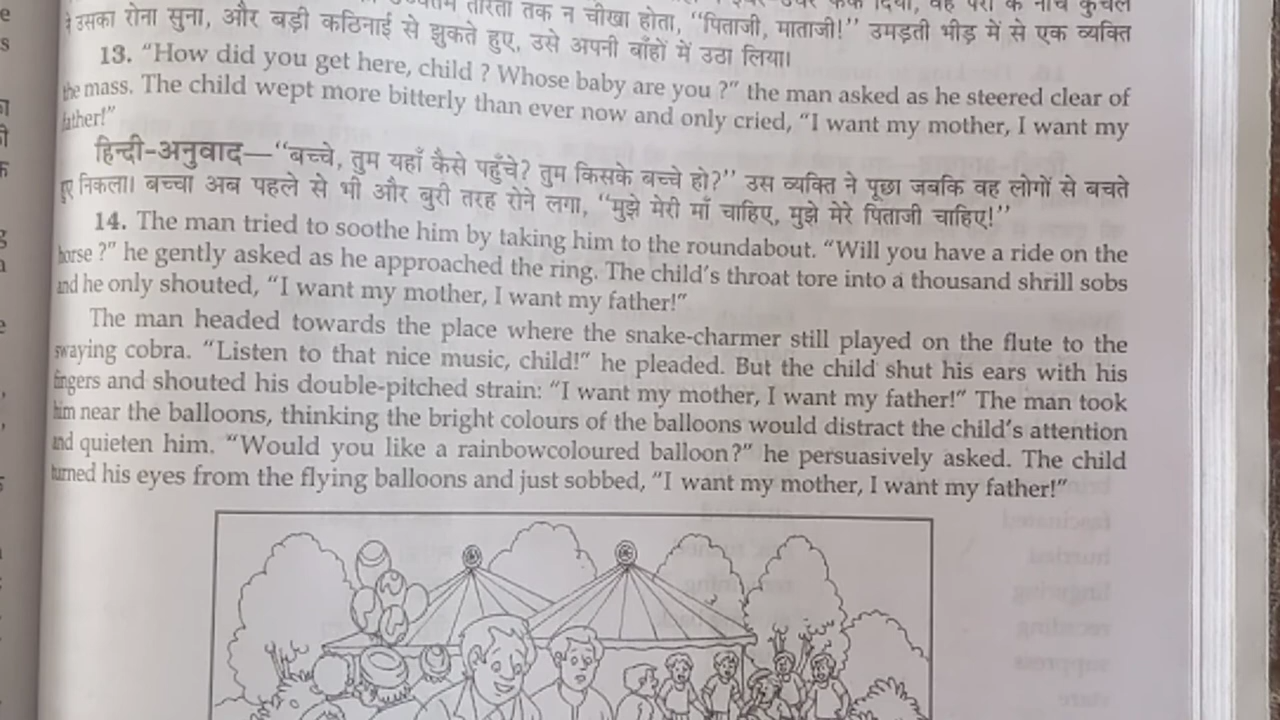 तक न चीखा होता, “पिताजी, माताजी!” उमड़ती भीड़ में से एक व्यक्ति
ने उसका रोना सुना, और बड़ी कठिनाई से झुकते हुए, उसे अपनी बाँहों में उठा लिया।
13. “How did you get here, child ? Whose baby are you ?” the man asked as he steered clear of
the mass. The child wept more bitterly than ever now and only cried, “I want my mother, I want my
father!”
हिन्दी-अनुवाद—“बच्चे, तुम यहाँ कैसे पहुँचे? तुम किसके बच्चे हो?” उस व्यक्ति ने पूछा जबकि वह लोगों से बचते
हुए निकला। बच्चा अब पहले से भी और बुरी तरह रोने लगा, “मुझे मेरी माँ चाहिए, मुझे मेरे पिताजी चाहिए!”
14. The man tried to soothe him by taking him to the roundabout. “Will you have a ride on the
horse ?” he gently asked as he approached the ring. The child’s throat tore into a thousand shrill sobs
and he only shouted, “I want my mother, I want my father!”
The man headed towards the place where the snake-charmer still played on the flute to the
swaying cobra. “Listen to that nice music, child!” he pleaded. But the child shut his ears with his
fingers and shouted his double-pitched strain: “I want my mother, I want my father!” The man took
him near the balloons, thinking the bright colours of the balloons would distract the child’s attention
and quieten him. “Would you like a rainbowcoloured balloon?” he persuasively asked. The child
turned his eyes from the flying balloons and just sobbed, “I want my mother, I want my father!”